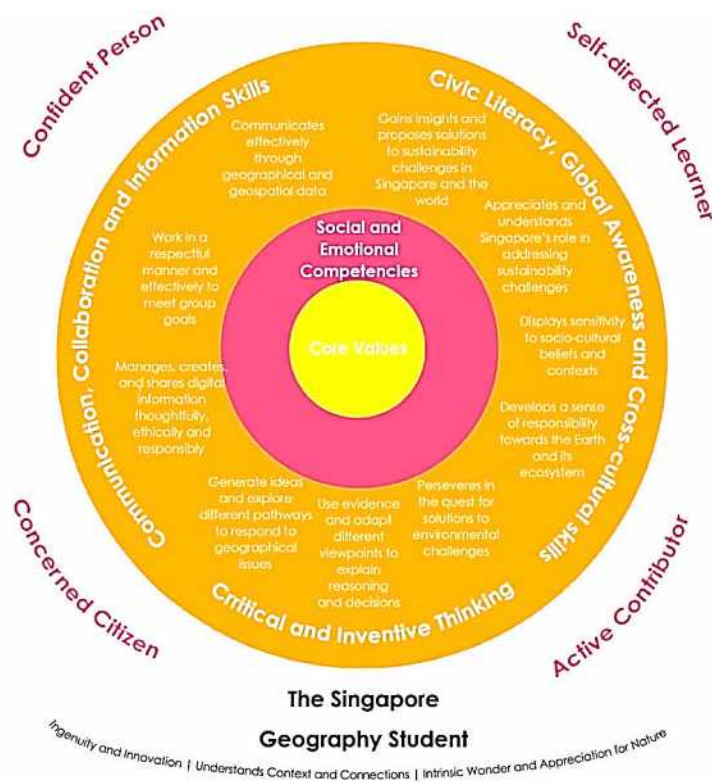 Confident Person
Self-directed Learner
Communication, Collaboration and Information Skills
Civic Literacy, Global Awareness and Cross-cultural skills
Communicates
effectively
through
geographical and
geospatial data
Gains insights and
proposes solutions
to sustainability
challenges in
Singapore and the
world
Work in a
respectful
manner and
effectively to
meet group
goals
Appreciates and
understands
Singapore's role in
addressing
sustainability
challenges
Social and
Emotional
Competencies
Core Values
Displays sensitivity
to socio-cultural
beliefs and
contexts
Manages, creates,
and shares digital
information
thoughtfully,
ethically and
responsibly
Develops a sense
of responsibility
towards the Earth
and its
ecosystem
Generate ideas
and explore
different pathways
to respond to
geographical
issues
Use evidence
and adapt
different
viewpoints to
explain
reasoning
and decisions
Perseveres in
the quest for
solutions to
environmental
challenges
Crritical and Inventive Thinking
Concerned Citizen
Active Contributor
The Singapore
Geography Student
Ingenuity and Innovation | Understands Context and Connections | Intrinsic Wonder and Appreciation for Nature